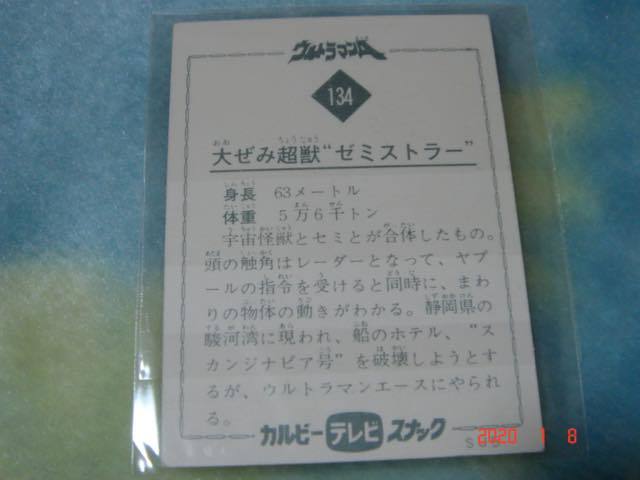 ウルトラマンA
134
大ぜみ超獣“ゼミストラー”
身長 63メートル
体重 5万6千トン
宇宙怪獣とセミとが合体したもの。
頭の触角はレーダーとなって、ヤプ
ールの指令を受けると同時に、まわ
りの物体の動きがわかる。静岡県の
駿河湾に現われ、船のホテル、“ス
カンジナビア号”を破壊しようとす
るが、ウルトラマンエースにやられ
る。
カルビー テレビ スナック
2020 1 8